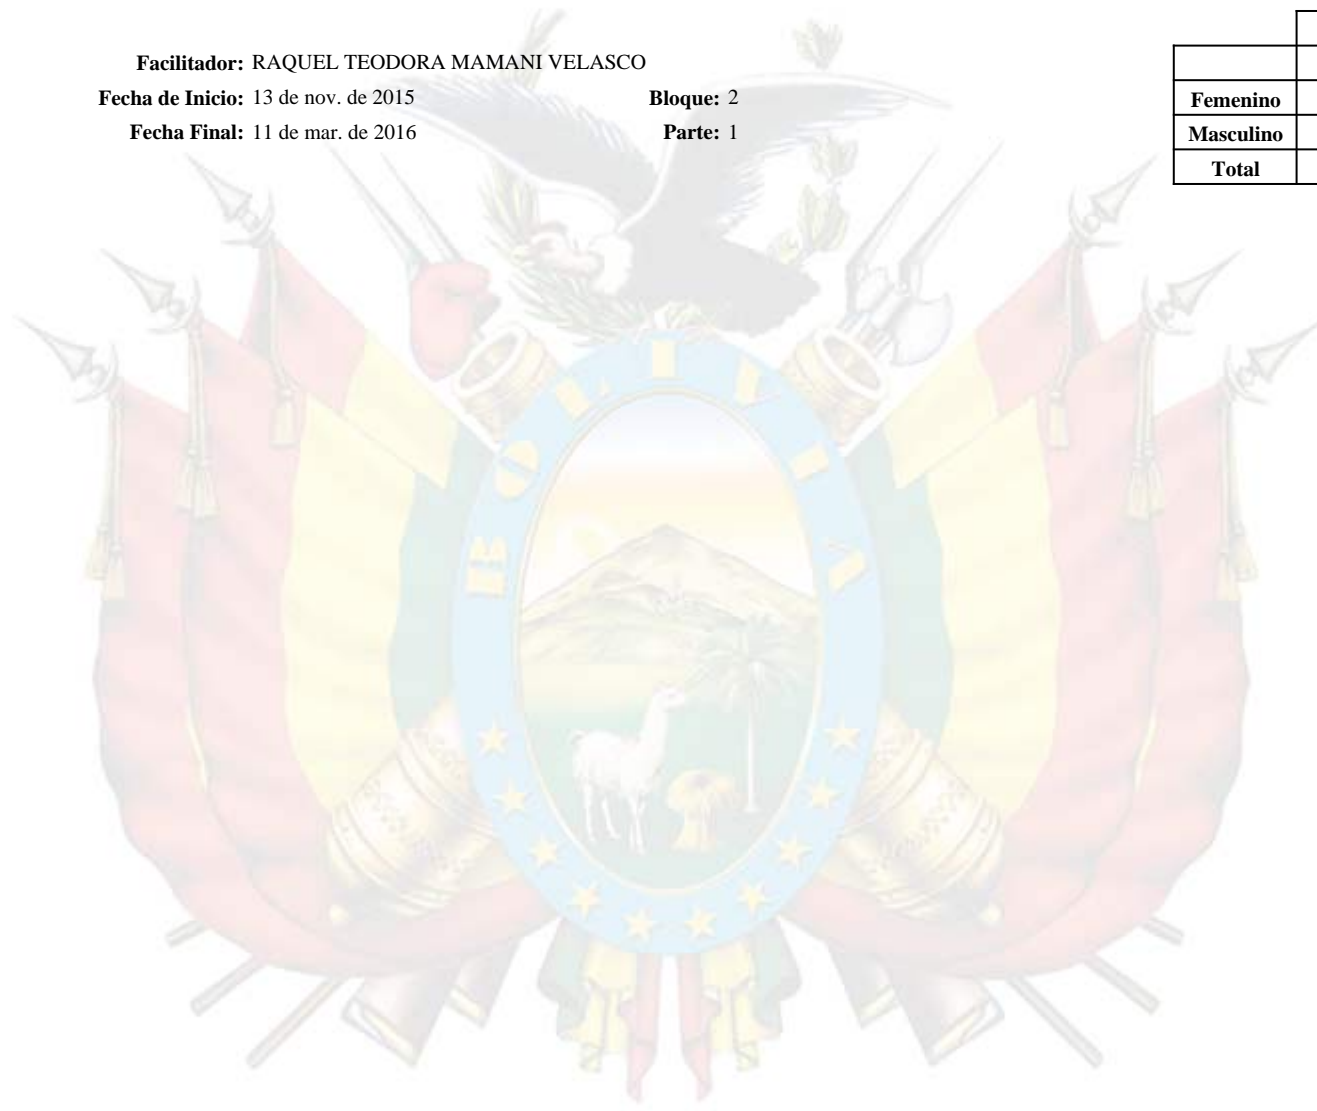 Facilitador: RAQUEL TEODORA MAMANI VELASCO
Fecha de Inicio: 13 de nov. de 2015 Bloque: 2
Fecha Final: 11 de mar. de 2016 Parte: 1
Femenino
Masculino
Total
BOLIVIA